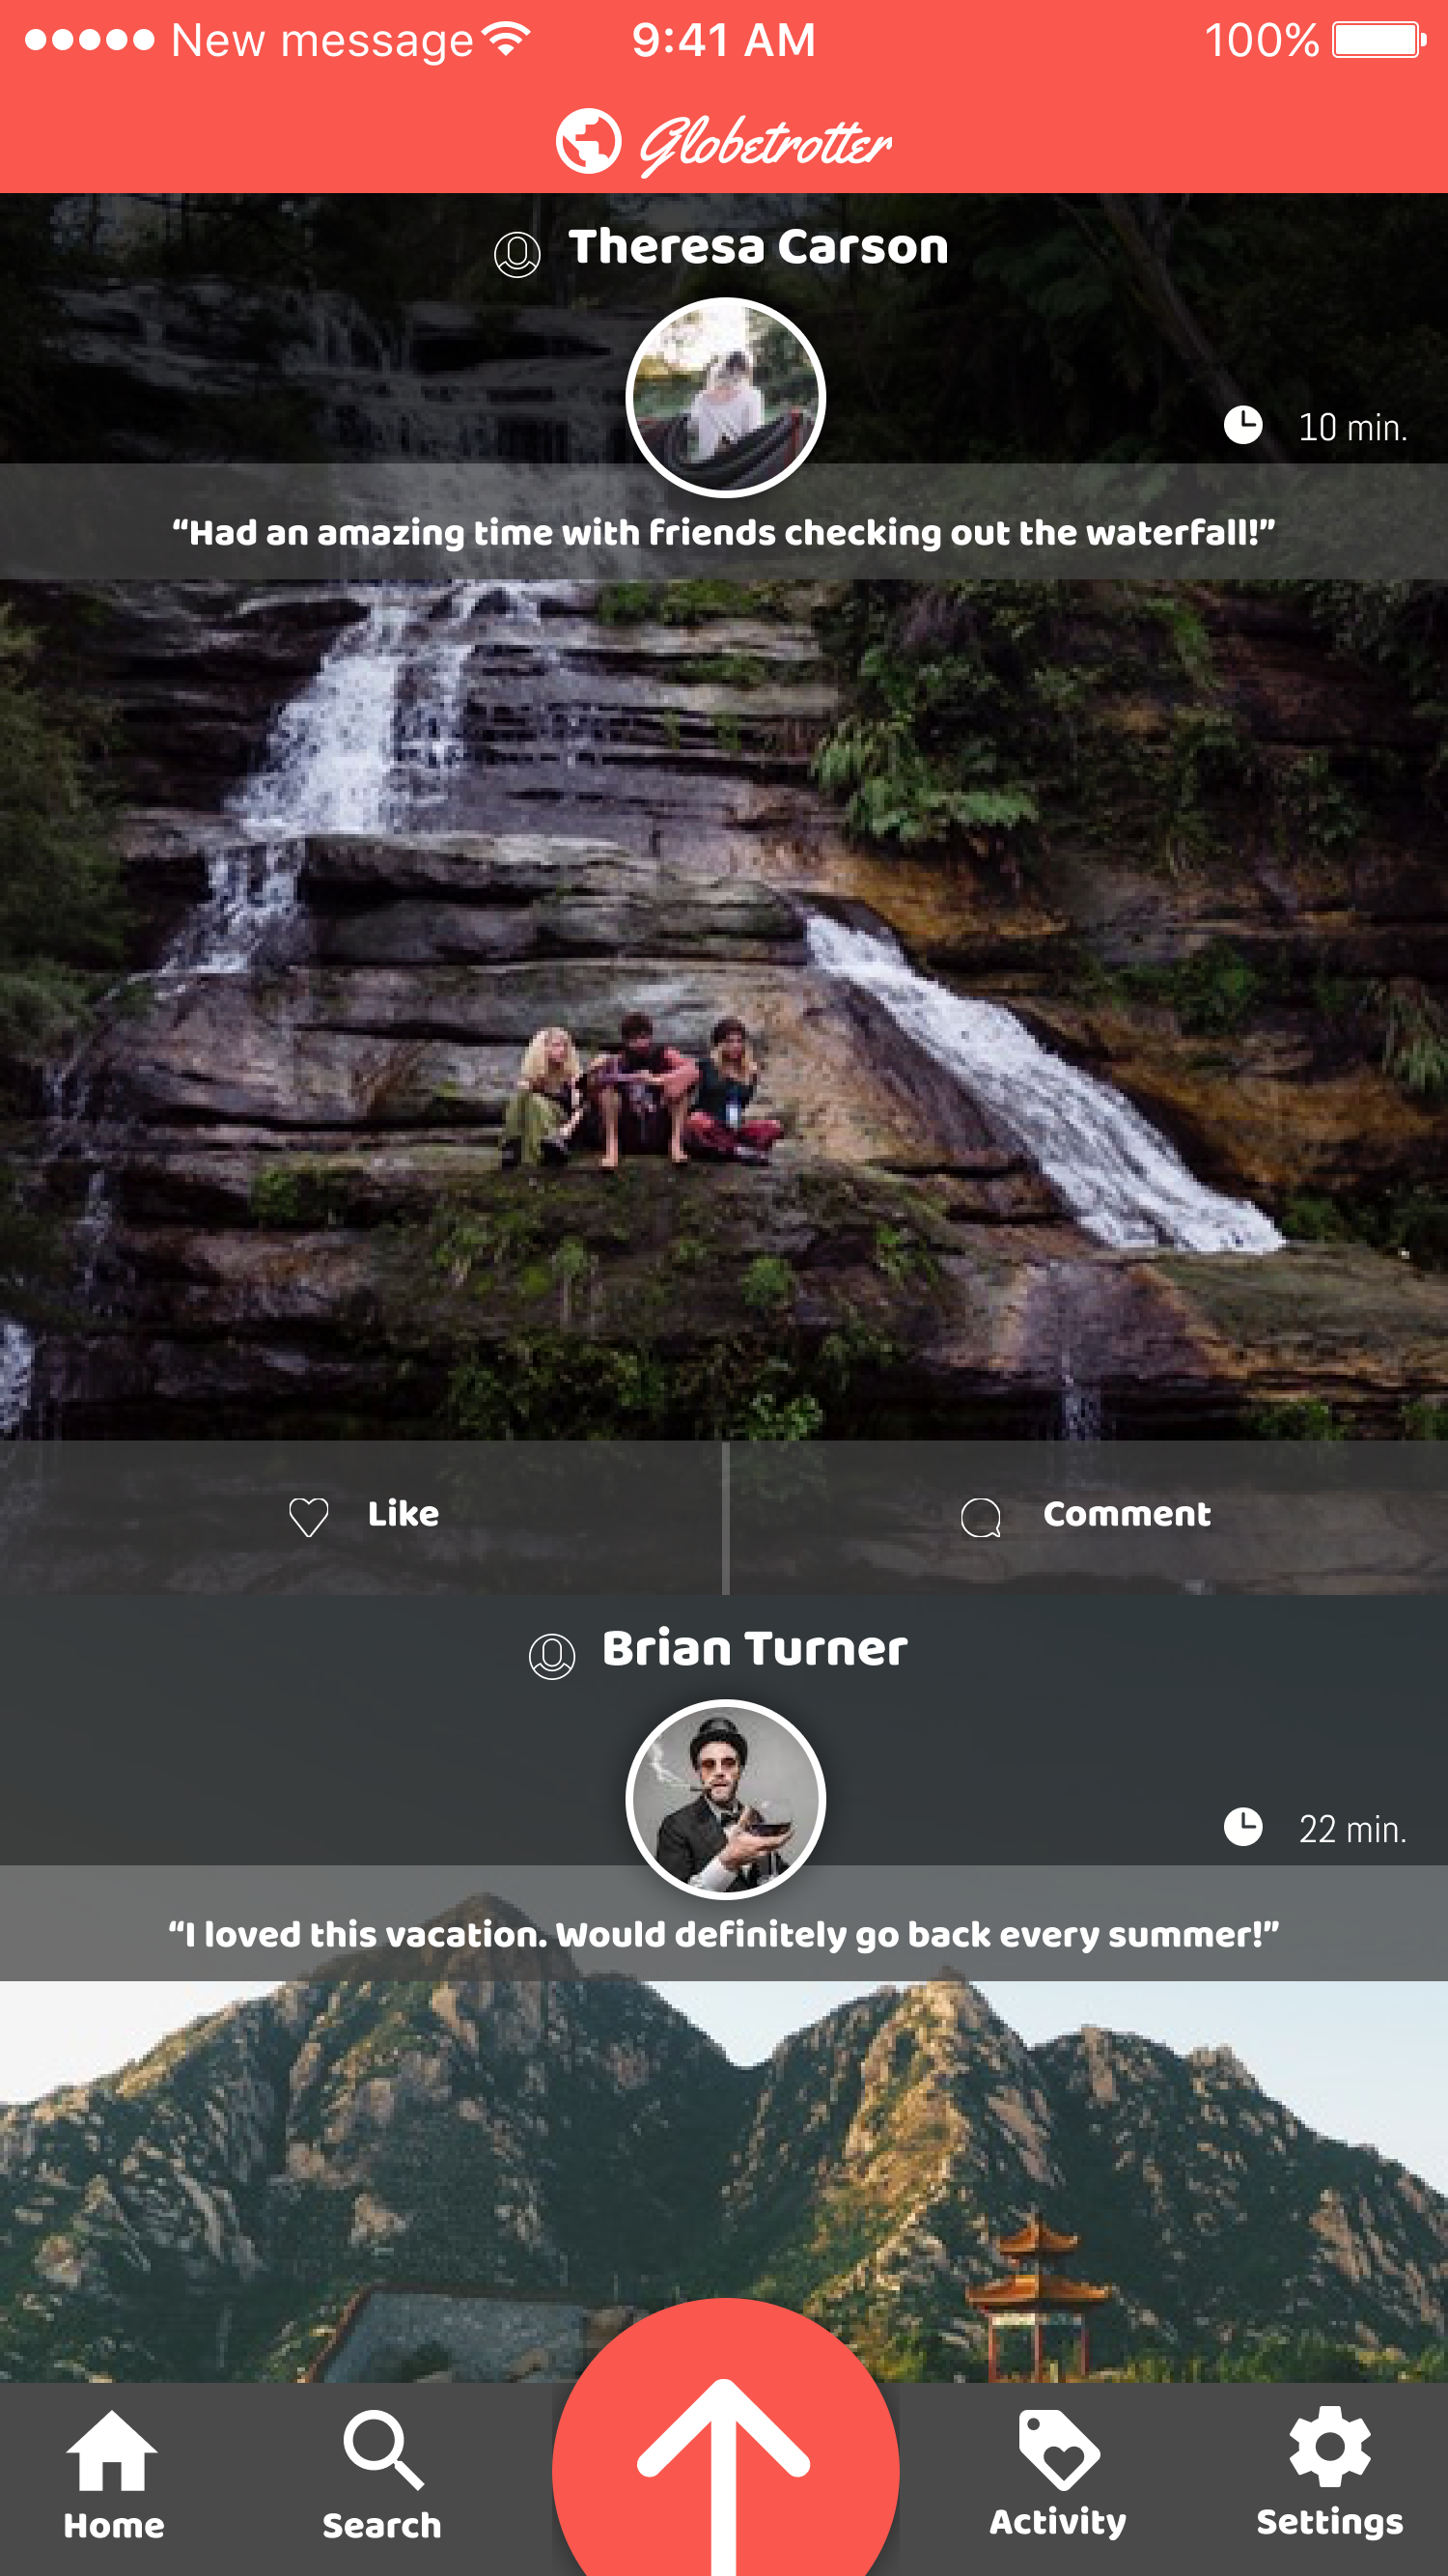 New message 9:41 AM 100%
Globetrotter
Theresa Carson
10 min.
“Had an amazing time with friends checking out the waterfall!”
Like Comment
Brian Turner
22 min.
“I loved this vacation. Would definitely go back every summer!”
Home Search Activity Settings